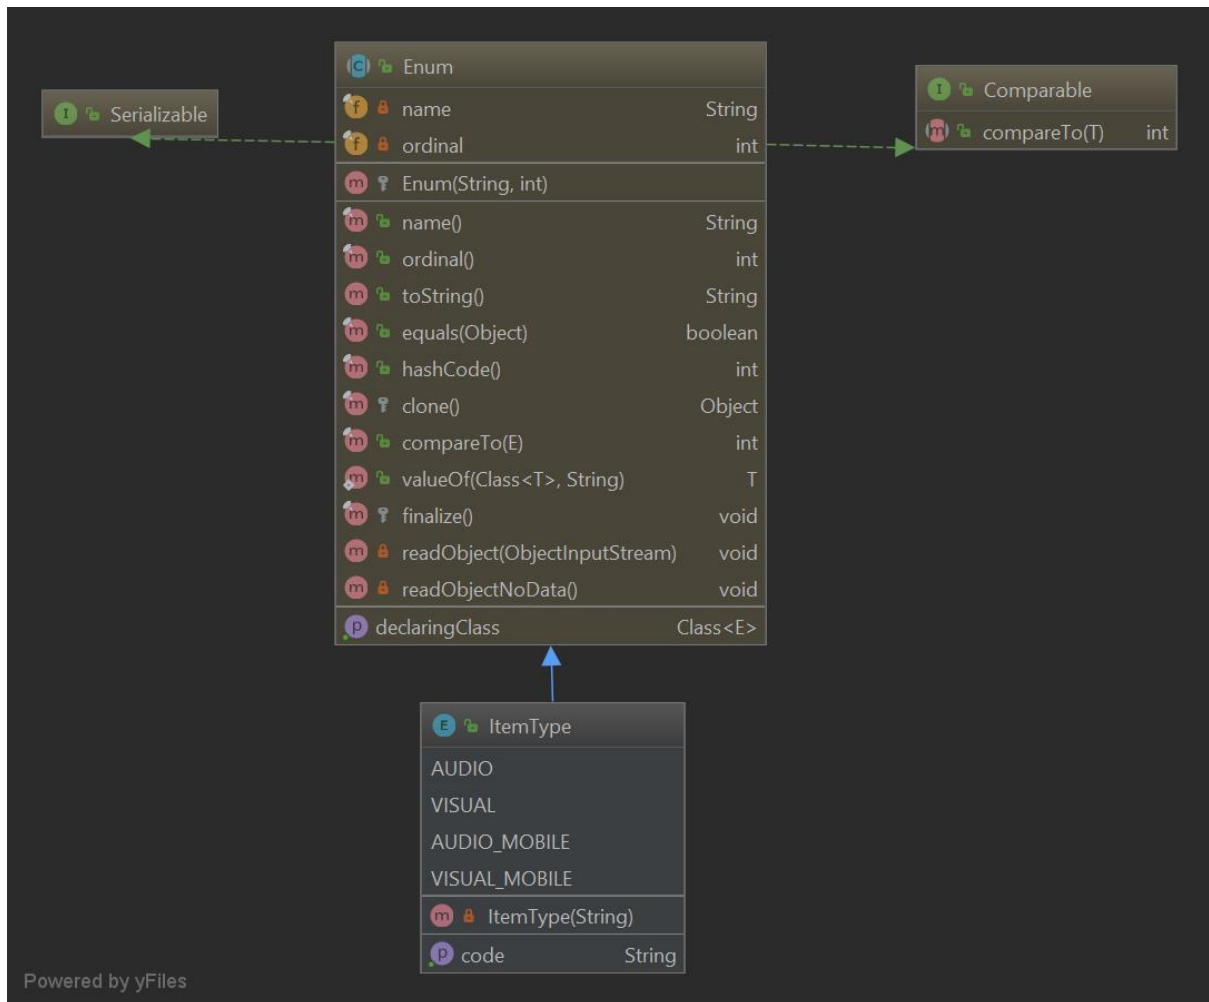 Serializable
Enum
name String
ordinal int
Enum(String, int)
name() String
ordinal() int
toString() String
equals(Object) boolean
hashCode() int
clone() Object
compareTo(E) int
valueOf(Class<T>, String) T
finalize() void
readObject(ObjectInputStream) void
readObjectNoData() void
declaringClass Class<E>
Comparable
compareTo(T) int
ItemType
AUDIO
VISUAL
AUDIO_MOBILE
VISUAL_MOBILE
ItemType(String)
code String
Powered by yFiles